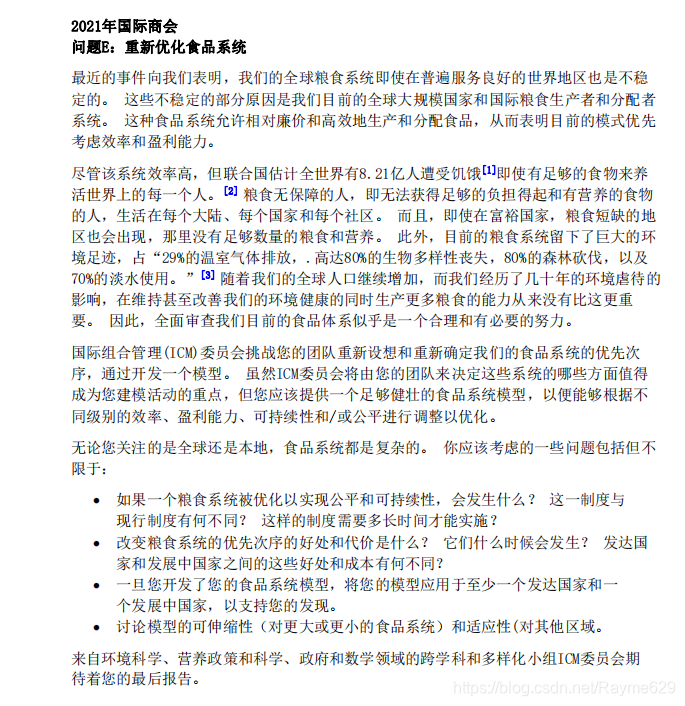 2021年国际商会
问题E：重新优化食品系统
最近的事件向我们表明，我们的全球粮食系统即使在普遍服务良好的世界地区也是不稳
定的。 这些不稳定的部分原因是我们目前的全球大规模国家和国际粮食生产者和分配者
系统。 这种食品系统允许相对廉价和高效地生产和分配食品，从而表明目前的模式优先
考虑效率和盈利能力。
尽管该系统效率高，但联合国估计全世界有8.21亿人遭受饥饿[1]即使有足够的食物来养
活世界上的每一个人。[2] 粮食无保障的人，即无法获得足够的负担得起和有营养的食物
的人，生活在每个大陆、每个国家和每个社区。 而且，即使在富裕国家，粮食短缺的地
区也会出现，那里没有足够数量的粮食和营养。 此外，目前的粮食系统留下了巨大的环
境足迹，占“29%的温室气体排放，.高达80%的生物多样性丧失，80%的森林砍伐，以及
70%的淡水使用。”[3] 随着我们的全球人口继续增加，而我们经历了几十年的环境虐待的
影响，在维持甚至改善我们的环境健康的同时生产更多粮食的能力从来没有比这更重
要。 因此，全面审查我们目前的食品体系似乎是一个合理和有必要的努力。
国际组合管理(ICM)委员会挑战您的团队重新设想和重新确定我们的食品系统的优先次
序，通过开发一个模型。 虽然ICM委员会将由您的团队来决定这些系统的哪些方面值得
成为您建模活动的重点，但您应该提供一个足够健壮的食品系统模型，以便能够根据不
同级别的效率、盈利能力、可持续性和/或公平进行调整以优化。
无论您关注的是全球还是本地，食品系统都是复杂的。 你应该考虑的一些问题包括但不
限于：
• 如果一个粮食系统被优化以实现公平和可持续性，会发生什么？ 这一制度与
现行制度有何不同？ 这样的制度需要多长时间才能实施？
• 改变粮食系统的优先次序的好处和代价是什么？ 它们什么时候会发生？ 发达国
家和发展中国家之间的这些好处和成本有何不同？
• 一旦您开发了您的食品系统模型，将您的模型应用于至少一个发达国家和一
个发展中国家，以支持您的发现。
• 讨论模型的可伸缩性（对更大或更小的食品系统）和适应性(对其他区域。
来自环境科学、营养政策和科学、政府和数学领域的跨学科和多样化小组ICM委员会期
待着您的最后报告。
https://blog.csdn.net/Rayme629